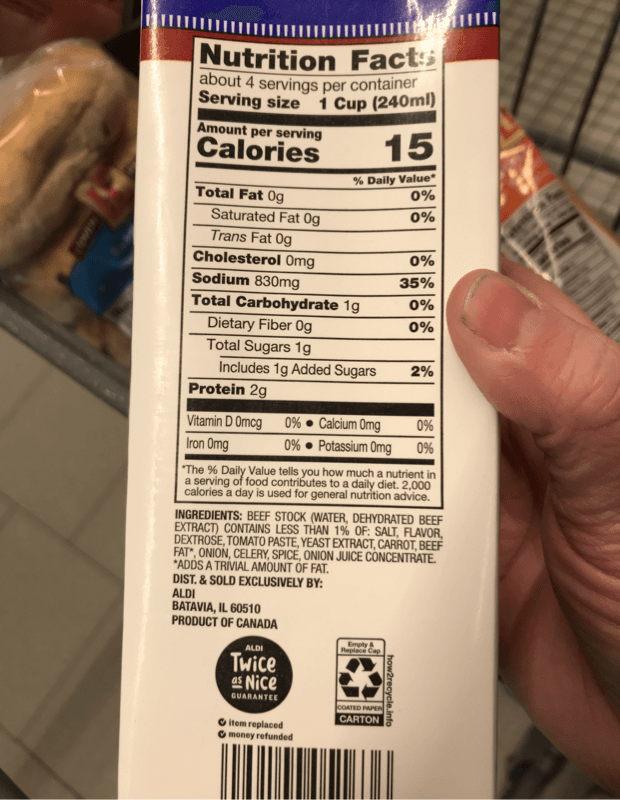 Nutrition Facts
about 4 servings per container
Serving size 1 Cup (240ml)
Amount per serving
Calories 15
% Daily Value*
Total Fat 0g 0%
Saturated Fat 0g 0%
Trans Fat 0g
Cholesterol 0mg 0%
Sodium 830mg 35%
Total Carbohydrate 1g 0%
Dietary Fiber 0g 0%
Total Sugars 1g
Includes 1g Added Sugars 2%
Protein 2g
Vitamin D 0mcg 0% • Calcium 0mg 0%
Iron 0mg 0% • Potassium 0mg 0%
*The % Daily Value tells you how much a nutrient in
a serving of food contributes to a daily diet. 2,000
calories a day is used for general nutrition advice.
INGREDIENTS: BEEF STOCK (WATER, DEHYDRATED BEEF
EXTRACT) CONTAINS LESS THAN 1% OF: SALT, FLAVOR,
DEXTROSE, TOMATO PASTE, YEAST EXTRACT, CARROT, BEEF
FAT*, ONION, CELERY, SPICE, ONION JUICE CONCENTRATE.
*ADDS A TRIVIAL AMOUNT OF FAT.
DIST. & SOLD EXCLUSIVELY BY:
ALDI
BATAVIA, IL 60510
PRODUCT OF CANADA
ALDI
Twice
as Nice
GUARANTEE
item replaced
money refunded
Empty &
Replace Cap
COATED PAPER
CARTON
how2recycle.info